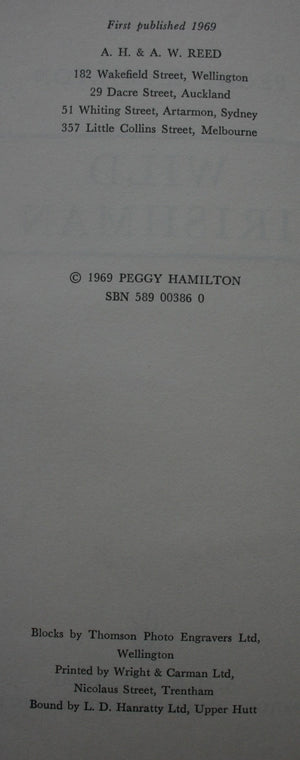 First published 1969
A. H. & A. W. REED
182 Wakefield Street, Wellington
29 Dacre Street, Auckland
51 Whiting Street, Artarmon, Sydney
357 Little Collins Street, Melbourne
WILD
IRISHMAN
© 1969 PEGGY HAMILTON
SBN 589 00386 0
Blocks by Thomson Photo Engravers Ltd,
Wellington
Printed by Wright & Carman Ltd,
Nicolaus Street, Trentham
Bound by L. D. Hanratty Ltd, Upper Hutt